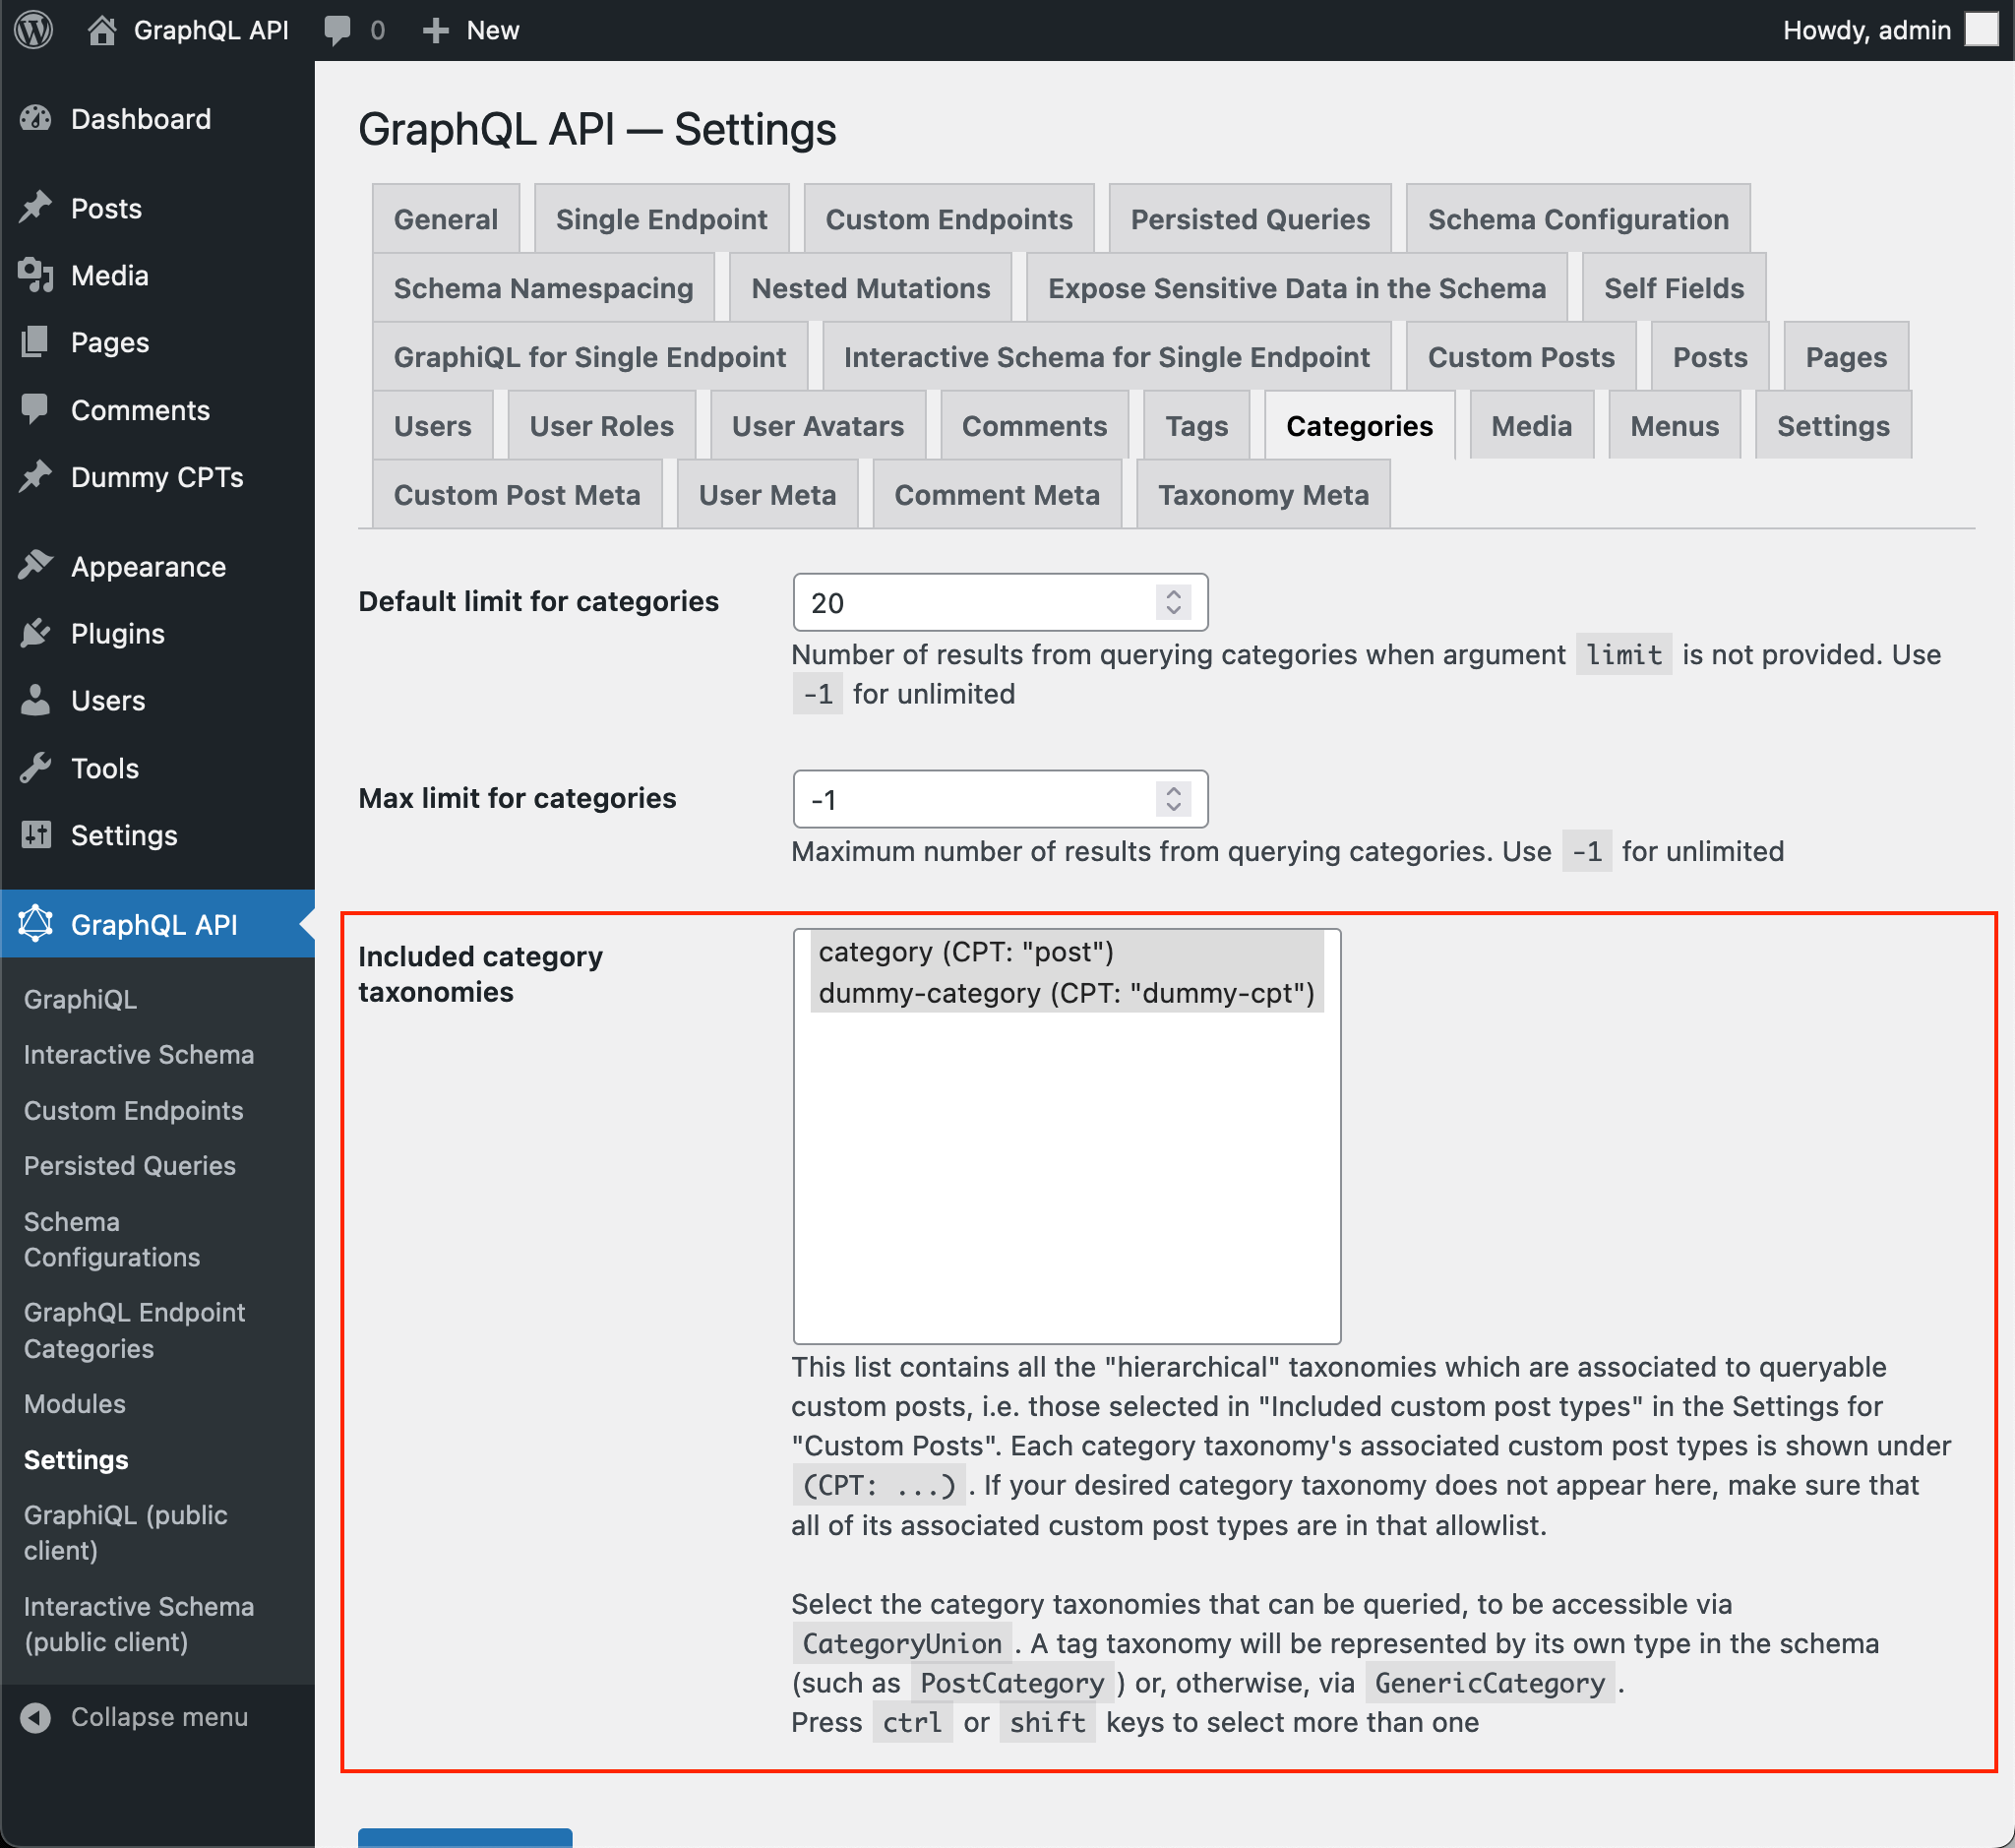 GraphQL API
0
New
Howdy, admin
Dashboard
Posts
Media
Pages
Comments
Dummy CPTs
Appearance
Plugins
Users
Tools
Settings
GraphQL API
GraphiQL
Interactive Schema
Custom Endpoints
Persisted Queries
Schema
Configurations
GraphQL Endpoint
Categories
Modules
Settings
GraphiQL (public
client)
Interactive Schema
(public client)
Collapse menu
GraphQL API — Settings
General
Single Endpoint
Custom Endpoints
Persisted Queries
Schema Configuration
Schema Namespacing
Nested Mutations
Expose Sensitive Data in the Schema
Self Fields
GraphiQL for Single Endpoint
Interactive Schema for Single Endpoint
Custom Posts
Posts
Pages
Users
User Roles
User Avatars
Comments
Tags
Categories
Media
Menus
Settings
Custom Post Meta
User Meta
Comment Meta
Taxonomy Meta
Default limit for categories
20
Number of results from querying categories when argument limit is not provided. Use
-1 for unlimited
Max limit for categories
-1
Maximum number of results from querying categories. Use -1 for unlimited
Included category
taxonomies
category (CPT: "post")
dummy-category (CPT: "dummy-cpt")
This list contains all the "hierarchical" taxonomies which are associated to queryable
custom posts, i.e. those selected in "Included custom post types" in the Settings for
"Custom Posts". Each category taxonomy's associated custom post types is shown under
(CPT: ...) . If your desired category taxonomy does not appear here, make sure that
all of its associated custom post types are in that allowlist.
Select the category taxonomies that can be queried, to be accessible via
CategoryUnion . A tag taxonomy will be represented by its own type in the schema
(such as PostCategory ) or, otherwise, via GenericCategory .
Press ctrl or shift keys to select more than one